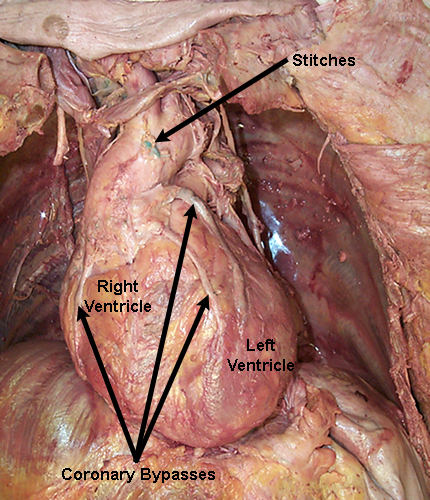 Stitches
Right
Ventricle
Left
Ventricle
Coronary Bypasses